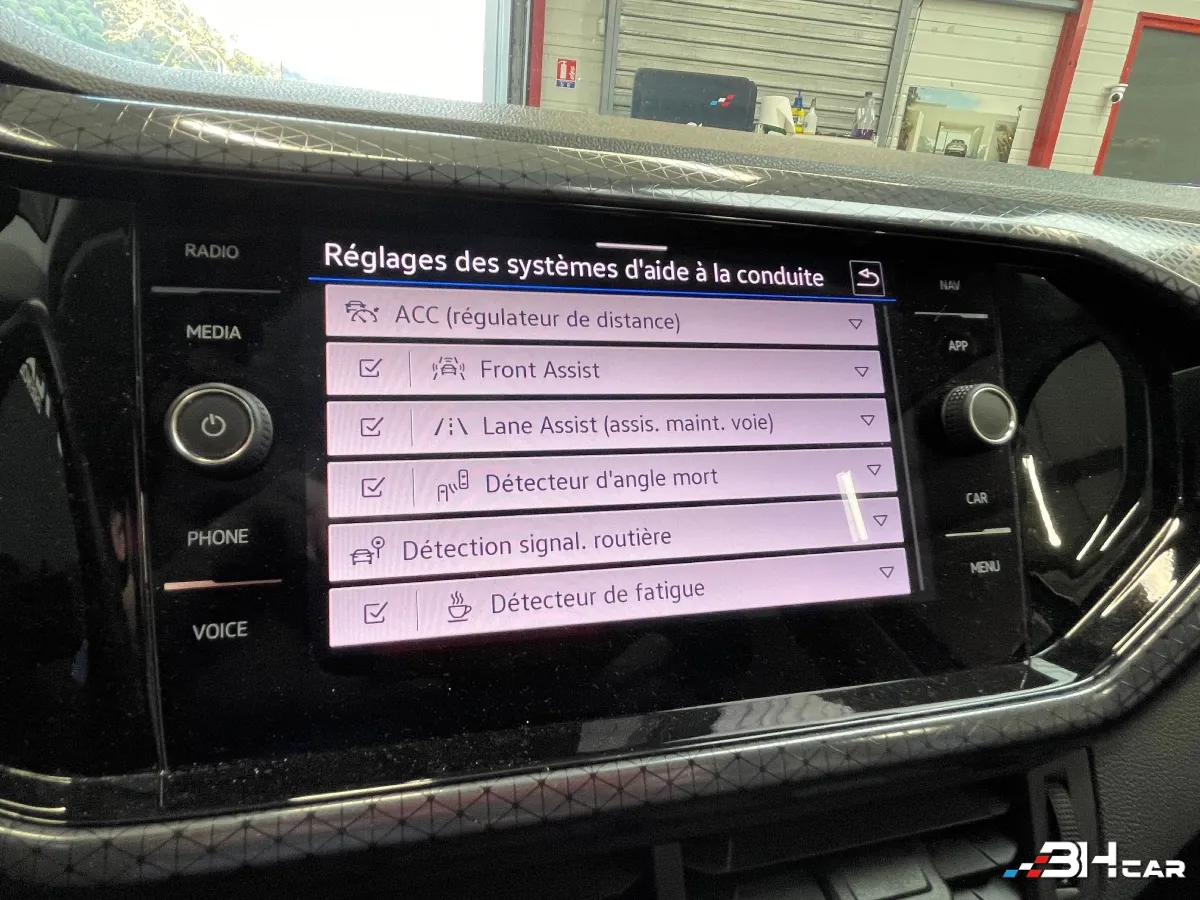 RADIO
MEDIA
PHONE
VOICE
Réglages des systèmes d'aide à la conduite
ACC (régulateur de distance)
Front Assist
Lane Assist (assis. maint. voie)
Détecteur d'angle mort
Détection signal. routière
Détecteur de fatigue
NAV
APP
CAR
MENU
3HCAR